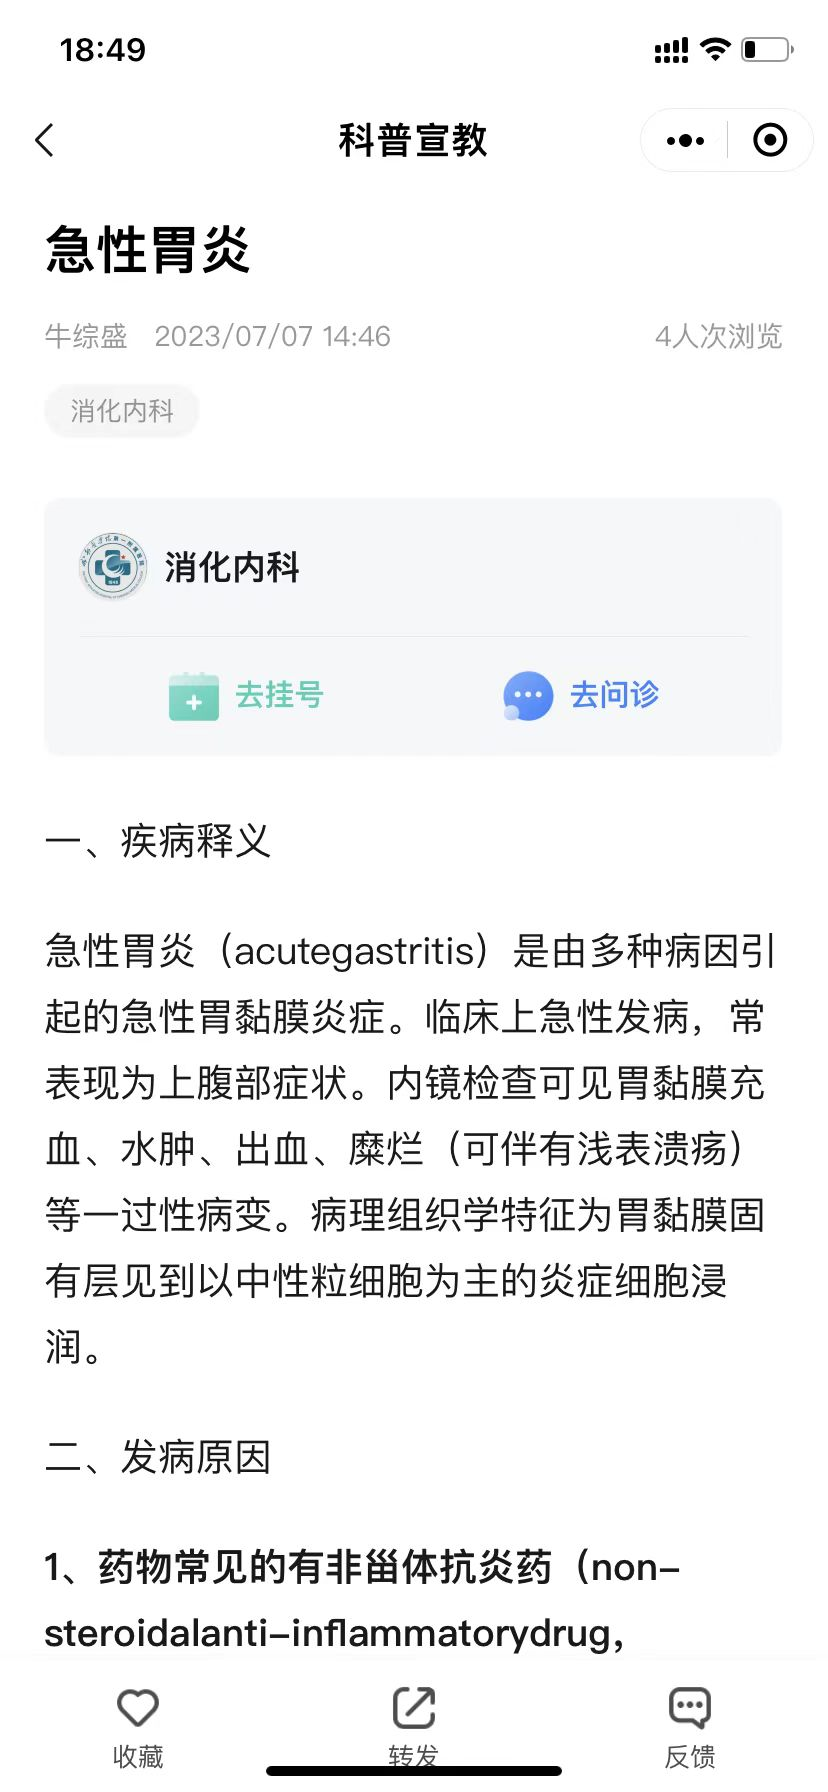 18:49
科普宣教
急性胃炎
牛综盛 2023/07/07 14:46 4人次浏览
消化内科
消化内科
去挂号 去问诊
一、疾病释义
急性胃炎（acutegastritis）是由多种病因引
起的急性胃黏膜炎症。临床上急性发病，常
表现为上腹部症状。内镜检查可见胃黏膜充
血、水肿、出血、糜烂（可伴有浅表溃疡）
等一过性病变。病理组织学特征为胃黏膜固
有层见到以中性粒细胞为主的炎症细胞浸
润。
二、发病原因
1、药物常见的有非甾体抗炎药（non-
steroidalanti-inflammatorydrug,
收藏 转发 反馈